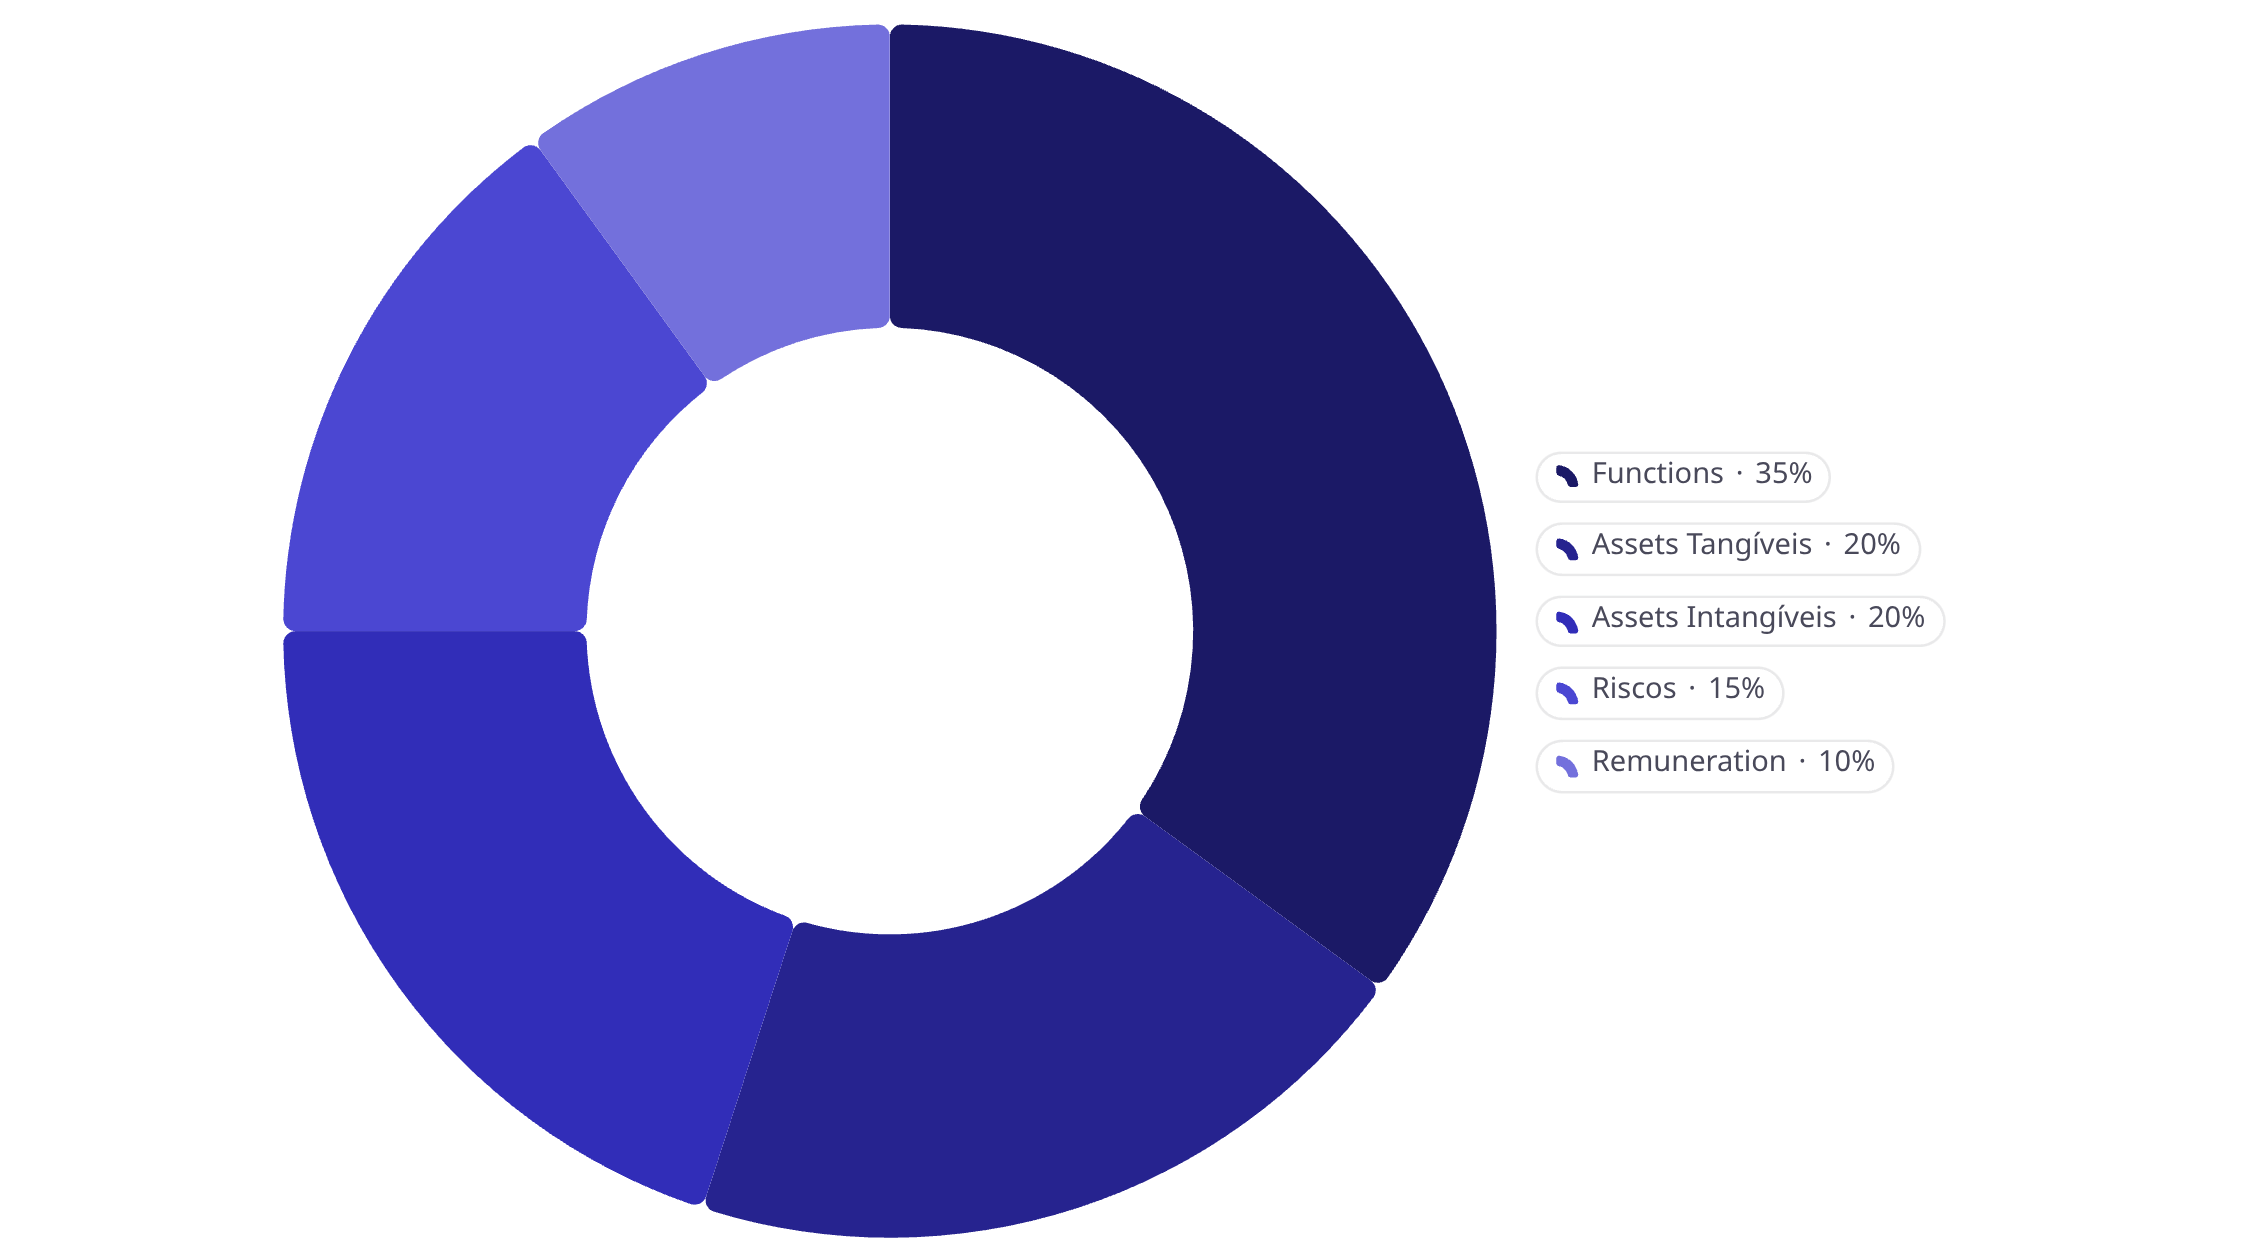 Functions · 35%
Assets Tangíveis · 20%
Assets Intangíveis · 20%
Riscos · 15%
Remuneration · 10%